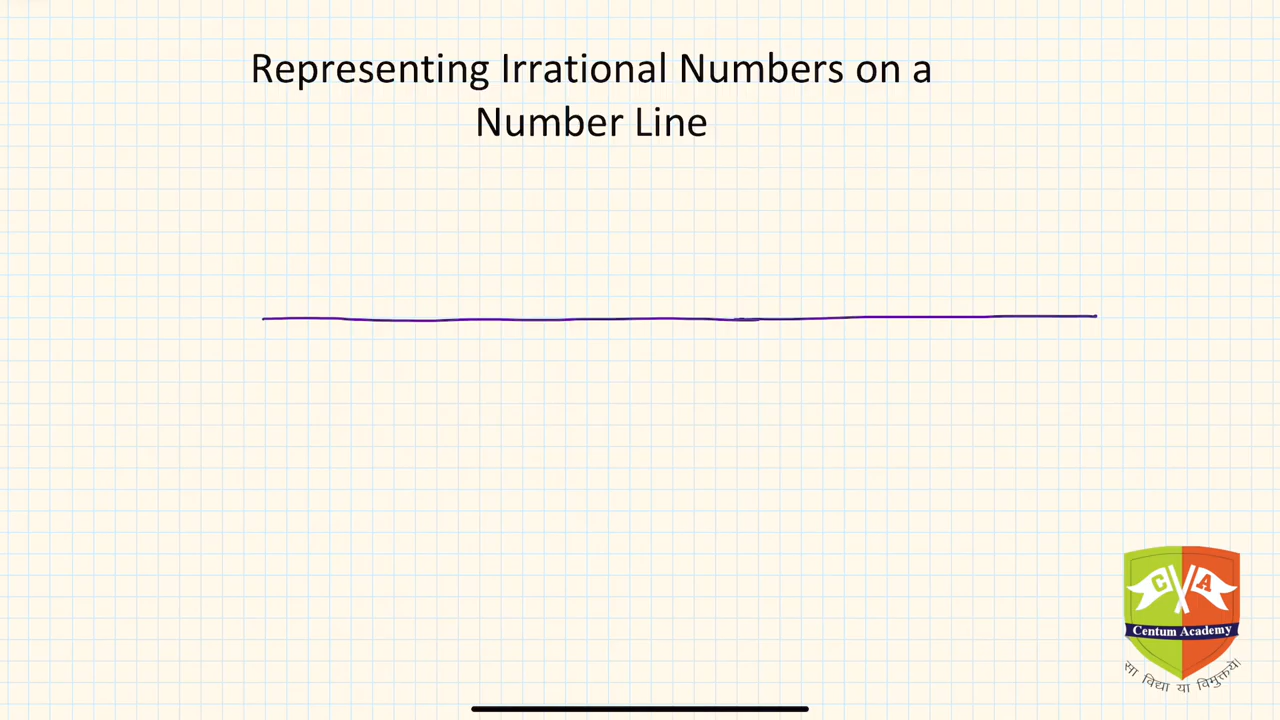 Representing Irrational Numbers on a
Number Line
C A
Centum Academy
सा विद्या या विमुक्तये